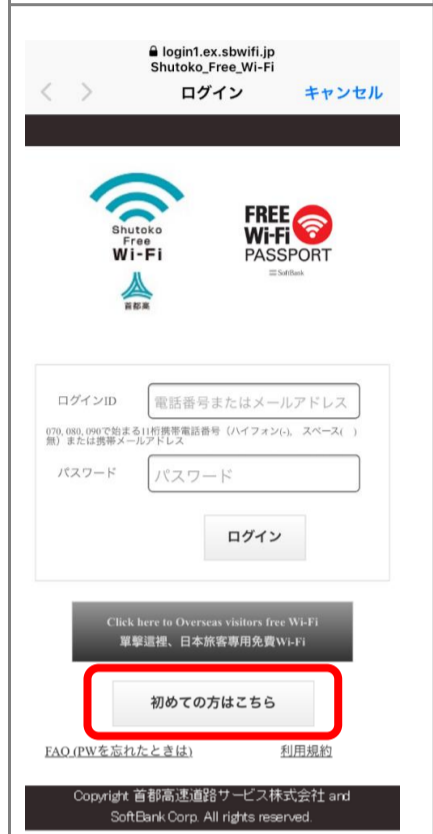 login1.ex.sbwifi.jp
Shutoko_Free_Wi-Fi
ログイン
キャンセル
Shutoko
Free
Wi-Fi
首都高
FREE
Wi-Fi
PASSPORT
SoftBank
ログインID
電話番号またはメールアドレス
070, 080, 090で始まる11桁携帯電話番号（ハイフォン(-), スペース( )
無）または携帯メールアドレス
パスワード
パスワード
ログイン
Click here to Overseas visitors free Wi-Fi
單擊這裡、日本旅客專用免費Wi-Fi
初めての方はこちら
FAQ (PWを忘れたときは)
利用規約
Copyright 首都高速道路サービス株式会社 and
SoftBank Corp. All rights reserved.